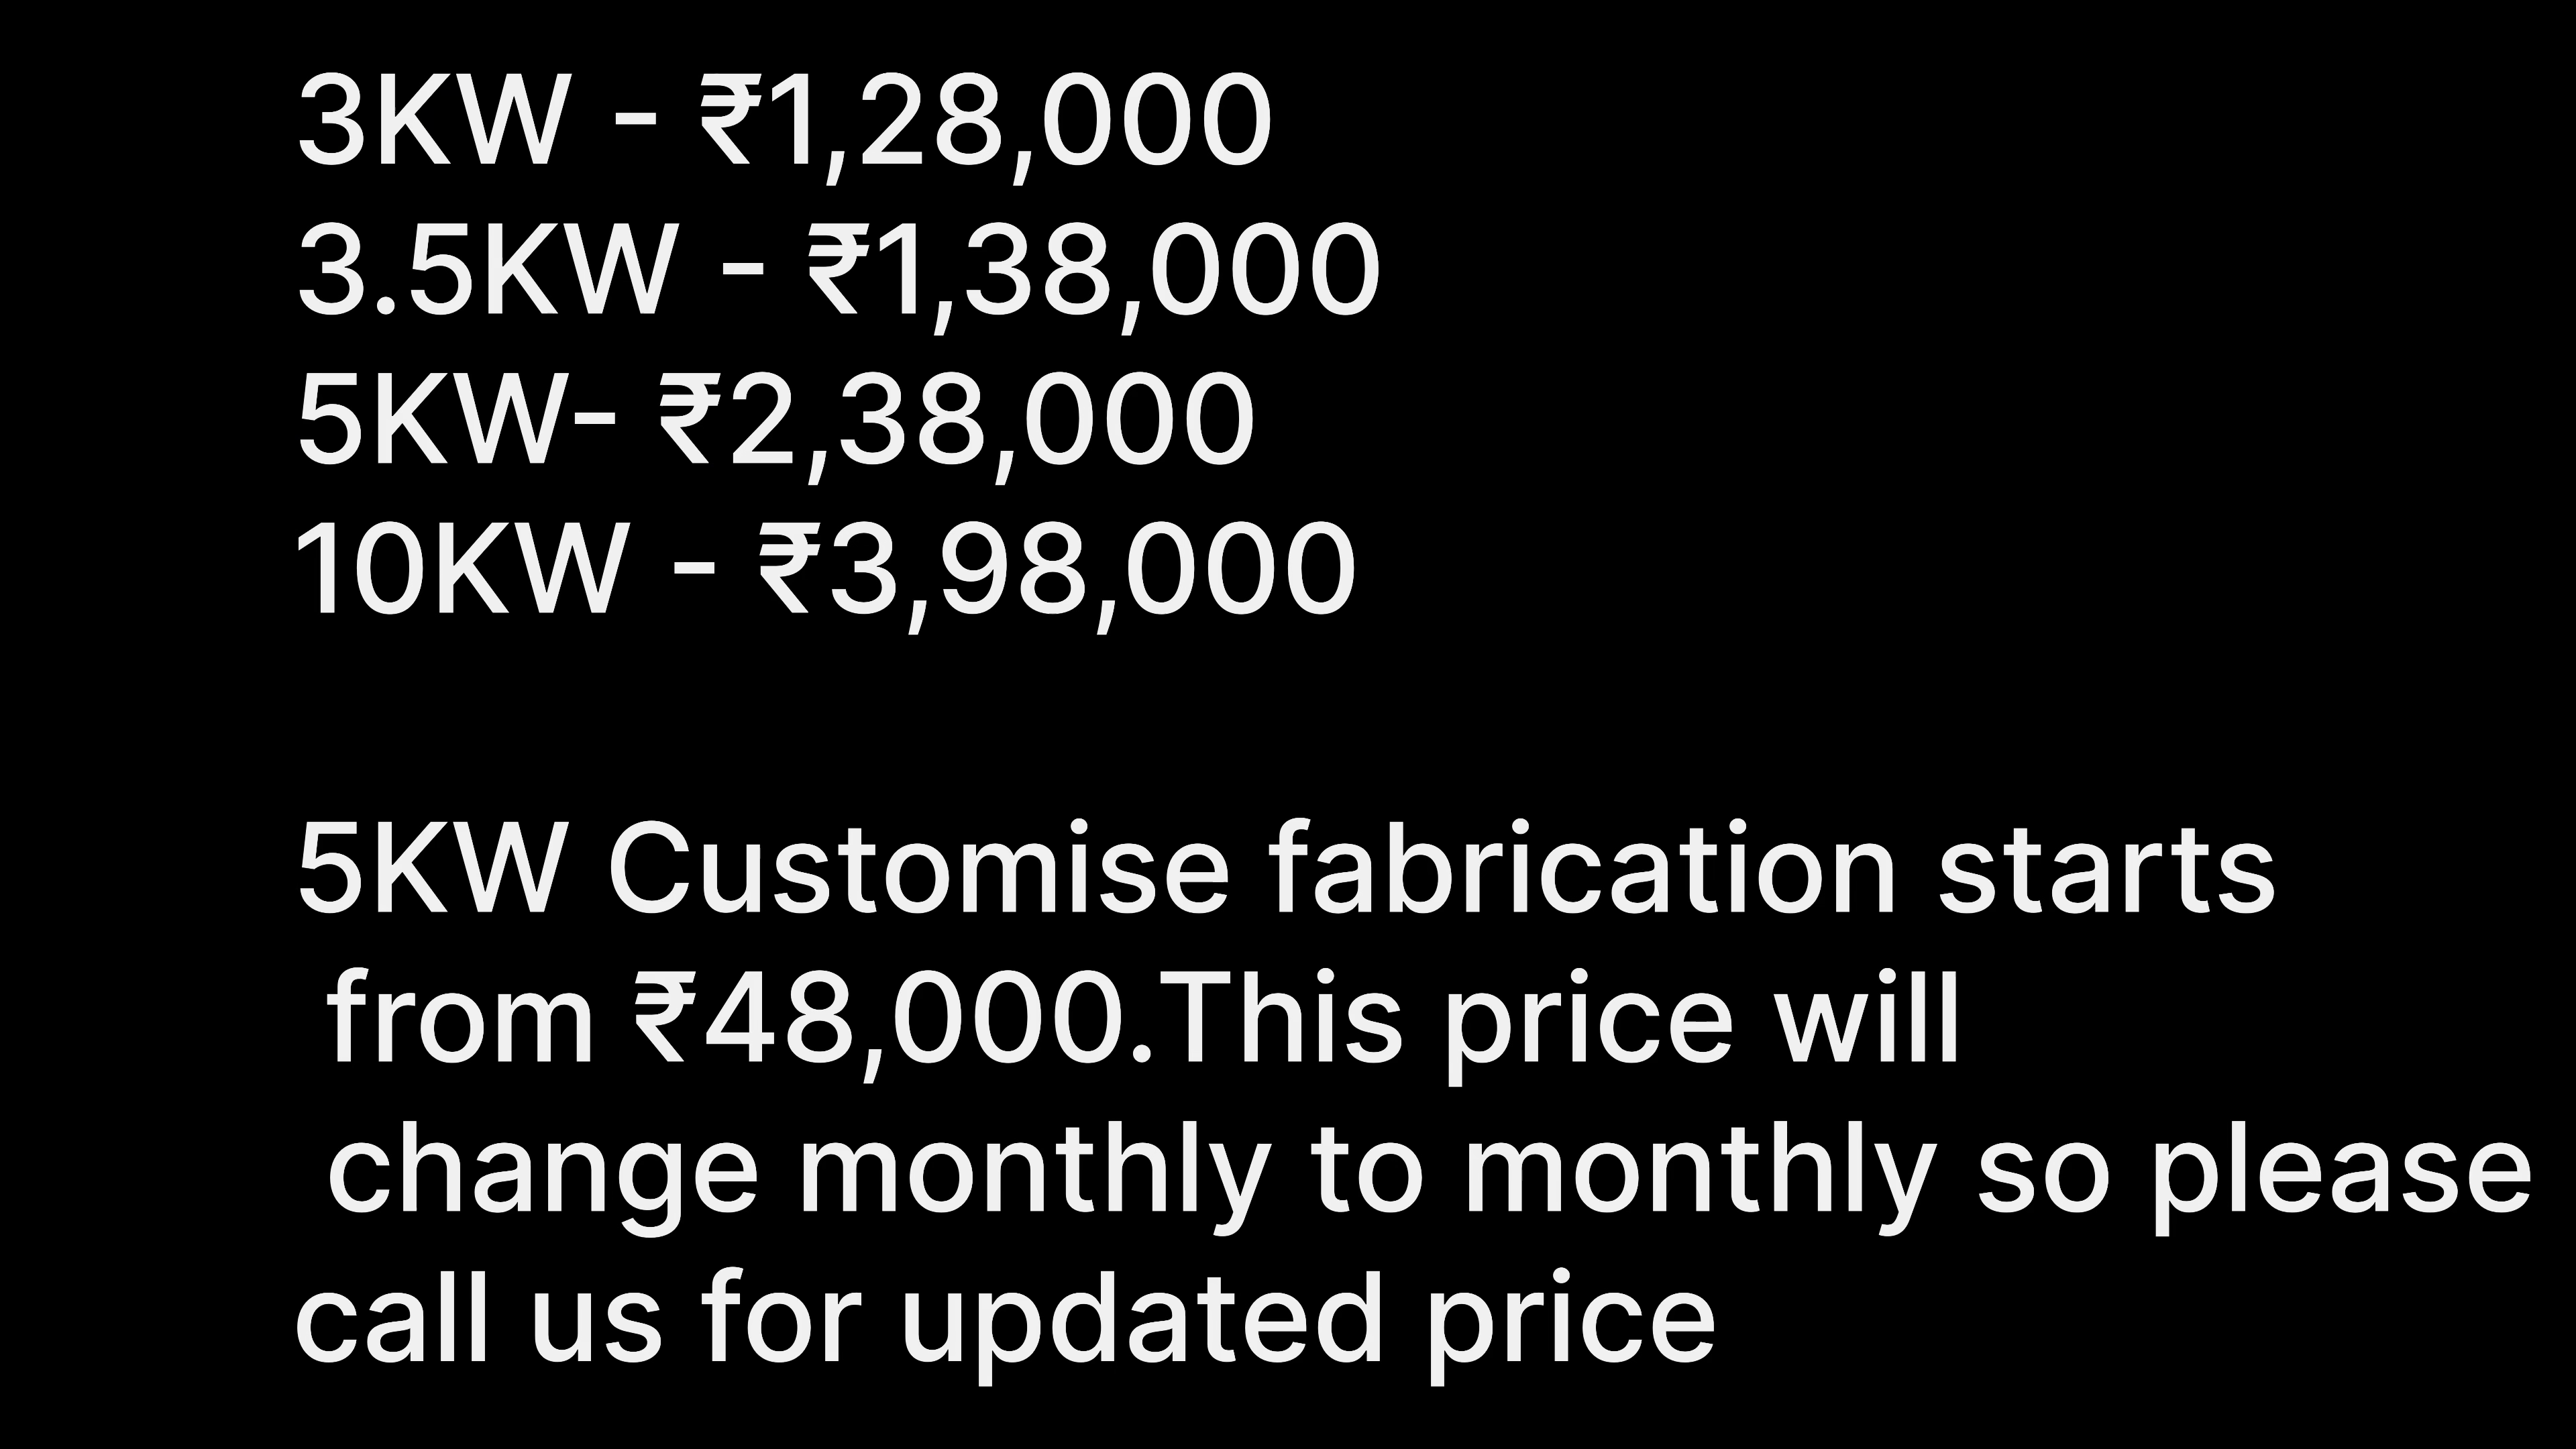 3KW - ₹1,28,000
3.5KW - ₹1,38,000
5KW- ₹2,38,000
10KW - ₹3,98,000
5KW Customise fabrication starts
from ₹48,000.This price will
change monthly to monthly so please
call us for updated price